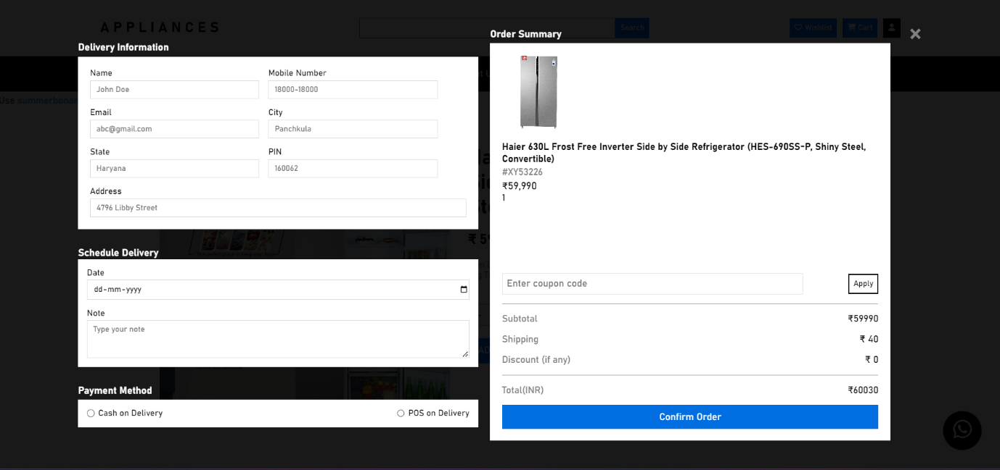 APPLIANCES
Search
Wishlist
Cart
Use summerbonan
Delivery Information
Name
Mobile Number
John Doe
18000-18000
Email
City
abc@gmail.com
Panchkula
State
PIN
Haryana
160062
Address
4796 Libby Street
Schedule Delivery
Date
dd-mm-yyyy
Note
Type your note
Payment Method
Cash on Delivery
POS on Delivery
Order Summary
Haier 630L Frost Free Inverter Side by Side Refrigerator (HES-690SS-P, Shiny Steel,
Convertible)
#XY53226
₹59,990
1
Enter coupon code
Apply
Subtotal
₹59990
Shipping
₹ 40
Discount (if any)
₹ 0
Total(INR)
₹60030
Confirm Order